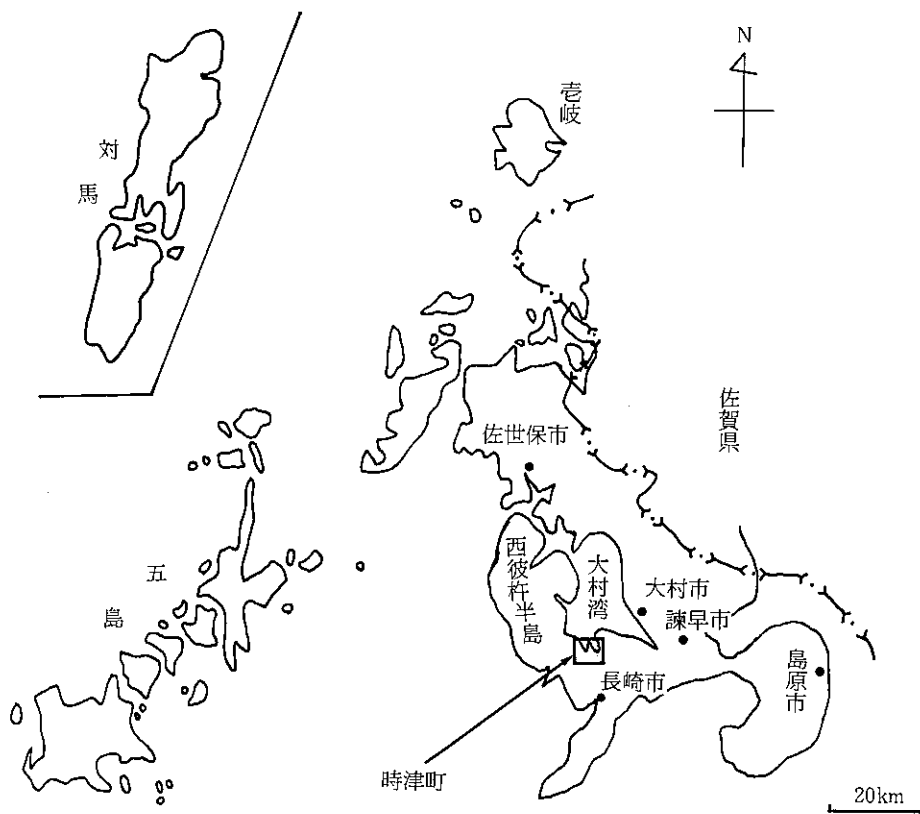 N
壱岐
対馬
佐賀県
佐世保市
西彼杵半島
大村湾
大村市
諫早市
五島
島原市
長崎市
時津町
20km